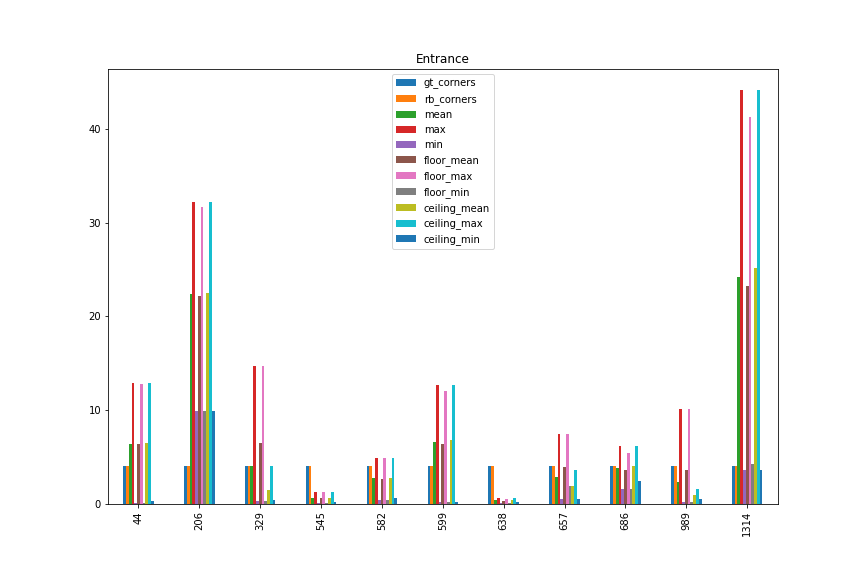 Entrance
gt_corners
rb_corners
mean
max
min
floor_mean
floor_max
floor_min
ceiling_mean
ceiling_max
ceiling_min
40
30
20
10
0
44
206
329
545
582
599
638
657
686
989
1314